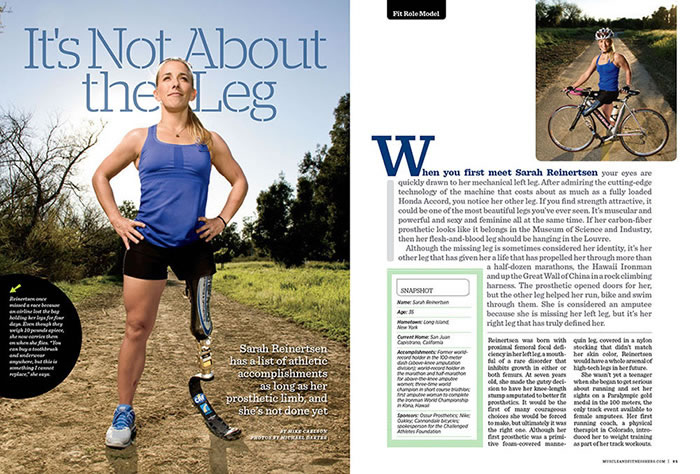 It's Not About
the Leg
Reinertsen once
missed a race because
an airline lost the bag
holding her legs for four
days. Even though they
weigh 10 pounds apiece,
she now carries them
on when she flies. "You
can buy a toothbrush
and underwear
anywhere, but this is
something I cannot
replace," she says.
Sarah Reinertsen
has a list of athletic
accomplishments
as long as her
prosthetic limb, and
she's not done yet
BY MIKE CARLSON
PHOTOS BY MICHAEL DARTER
Fit Role Model
When you first meet Sarah Reinertsen your eyes are
quickly drawn to her mechanical left leg. After admiring the cutting-edge
technology of the machine that costs about as much as a fully loaded
Honda Accord, you notice her other leg. If you find strength attractive, it
could be one of the most beautiful legs you've ever seen. It's muscular and
powerful and sexy and feminine all at the same time. If her carbon-fiber
prosthetic looks like it belongs in the Museum of Science and Industry,
then her flesh-and-blood leg should be hanging in the Louvre.
Although the missing leg is sometimes considered her identity, it's her
other leg that has given her a life that has propelled her through more than
a half-dozen marathons, the Hawaii Ironman
and up the Great Wall of China in a rock climbing
harness. The prosthetic opened doors for her,
but the other leg helped her run, bike and swim
through them. She is considered an amputee
because she is missing her left leg, but it's her
right leg that has truly defined her.
SNAPSHOT
Name: Sarah Reinertsen
Age: 35
Hometown: Long Island,
New York
Current Home: San Juan
Capistrano, California
Accomplishments: Former world-
record holder in the 100-meter
dash (above-knee amputation
division); world-record holder in
the marathon and half-marathon
for above-the-knee amputee
women; three-time world
champion in short course triathlon;
first amputee woman to complete
the Ironman World Championship
in Kona, Hawaii
Sponsors: Ossur Prosthetics; Nike;
Oakley; Cannondale bicycles;
spokesperson for the Challenged
Athletes Foundation
Reinertsen was born with
proximal femoral focal defi-
ciency in her left leg, a mouth-
ful of a rare disorder that
inhibits growth in either or
both femurs. At seven years
old, she made the gutsy deci-
sion to have her knee-length
stump amputated to better fit
prosthetics. It would be the
first of many courageous
choices she would be forced
to make, but ultimately it was
the right one. Although her
first prosthetic was a primi-
tive foam-covered manne-
quin leg, covered in a nylon
stocking that didn't match
her skin color, Reinertsen
would have a whole arsenal of
high-tech legs in her future.
She wasn't yet a teenager
when she began to get serious
about running and set her
sights on a Paralympic gold
medal in the 100 meters, the
only track event available to
female amputees. Her first
running coach, a physical
therapist in Colorado, intro-
duced her to weight training
as part of her track workouts.
MUSCLEANDFITNESSHERS.COM